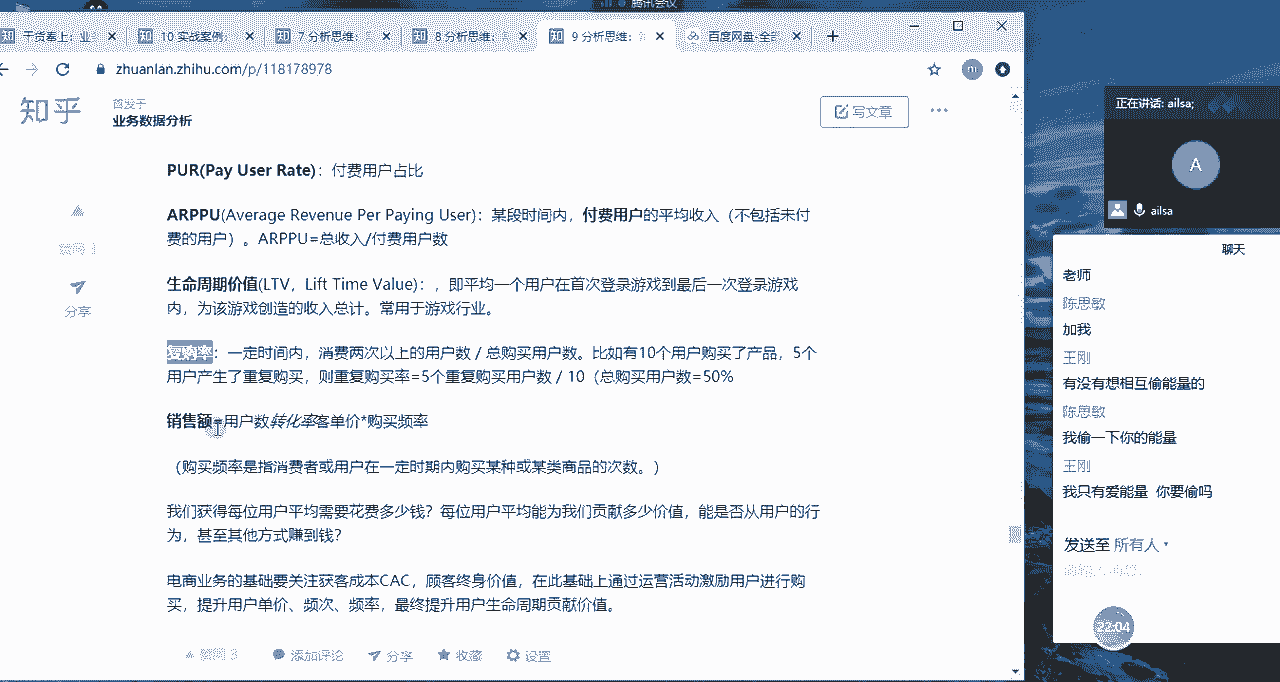 腾讯会议
干货奉上：业
10 实战案例：
7 分析思维：
8 分析思维：
9 分析思维：
百度网盘-全部
zhuanlan.zhihu.com/p/118178978
m
知乎
首发于
业务数据分析
写文章
PUR(Pay User Rate)：付费用户占比
ARPPU(Average Revenue Per Paying User)：某段时间内，付费用户的平均收入（不包括未付
费的用户）。ARPPU=总收入/付费用户数
生命周期价值(LTV，Lift Time Value)：，即平均一个用户在首次登录游戏到最后一次登录游戏
内，为该游戏创造的收入总计。常用于游戏行业。
复购率：一定时间内，消费两次以上的用户数 / 总购买用户数。比如有10个用户购买了产品，5个
用户产生了重复购买，则重复购买率=5个重复购买用户数 / 10（总购买用户数=50%
销售额=用户数转化率客单价*购买频率
（购买频率是指消费者或用户在一定时期内购买某种或某类商品的次数。）
我们获得每位用户平均需要花费多少钱？每位用户平均能为我们贡献多少价值，能是否从用户的行
为，甚至其他方式赚到钱？
电商业务的基础要关注获客成本CAC，顾客终身价值，在此基础上通过运营活动激励用户进行购
买，提升用户单价、频次、频率，最终提升用户生命周期贡献价值。
赞同 3
添加评论
分享
收藏
设置
赞同 3
分享
正在讲话: ailsa;
A
ailsa
聊天
老师
陈思敏
加我
王刚
有没有想相互偷能量的
陈思敏
我偷一下你的能量
王刚
我只有爱能量 你要偷吗
发送至 所有人
22:04